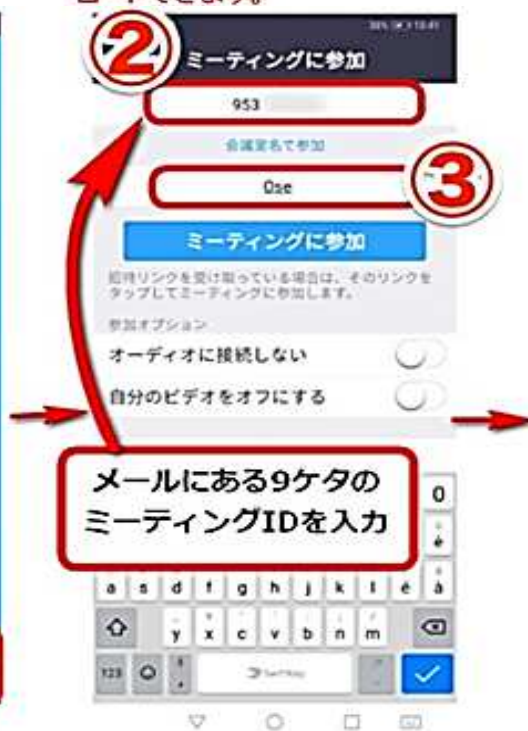 ②
ミーティングに参加
953
会議室名で参加
Ose
③
ミーティングに参加
招待リンクを受け取っている場合は、そのリンクを
タップしてミーティングに参加します。
参加オプション
オーディオに接続しない
自分のビデオをオフにする
メールにある9ケタの
ミーティングIDを入力
0
è
a s d f g h j k l é à
y x c v b n m
123